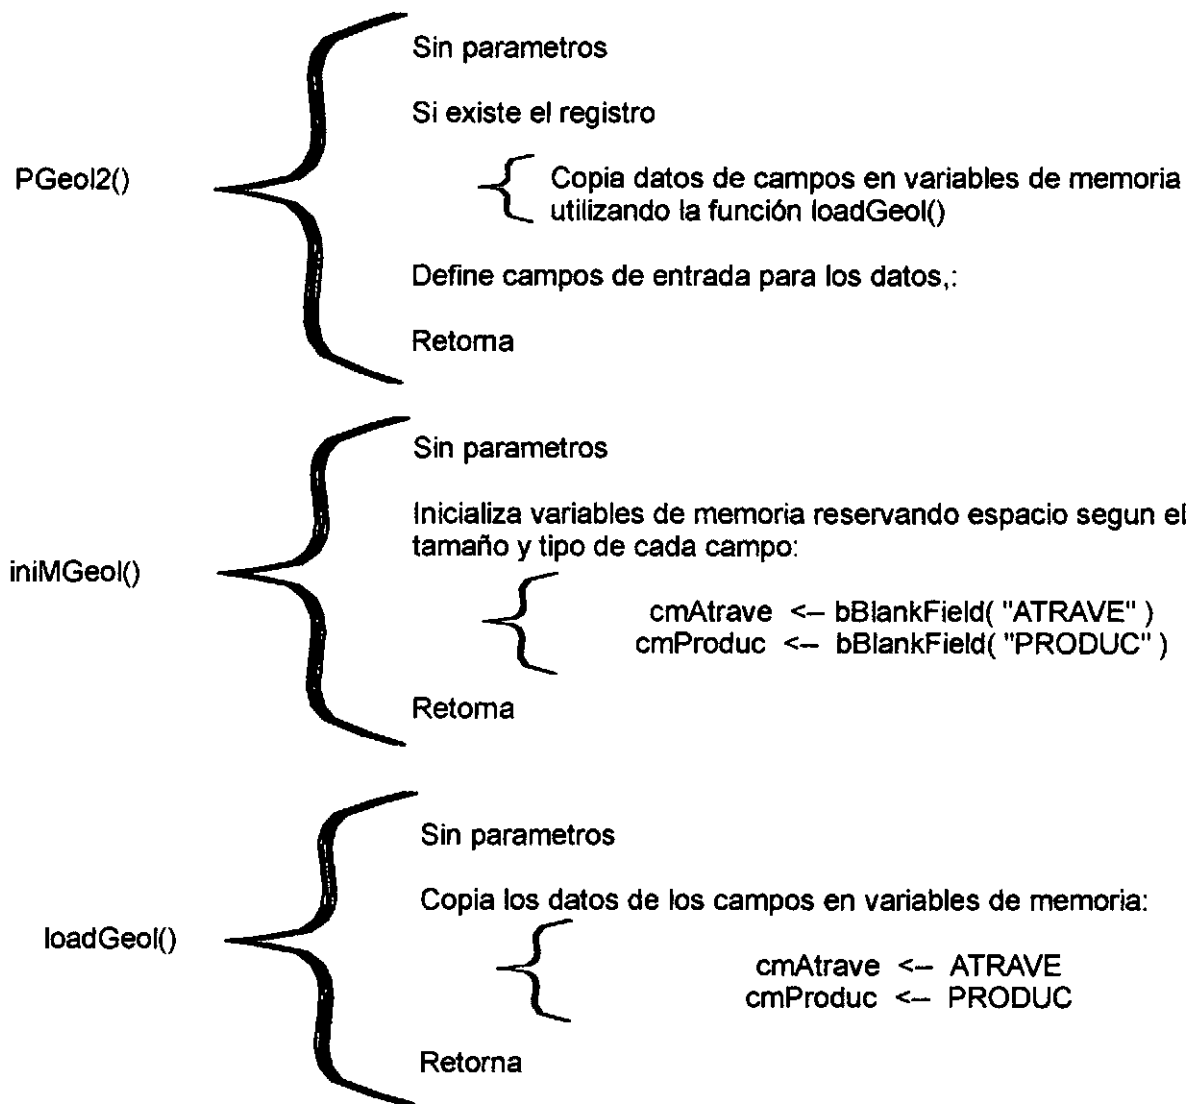 Sin parametros
Si existe el registro
PGeol2()
Copia datos de campos en variables de memoria
utilizando la función loadGeol()
Define campos de entrada para los datos,:
Retorna
Sin parametros
Inicializa variables de memoria reservando espacio segun el
tamaño y tipo de cada campo:
iniMGeol()
cmAtrave <– bBlankField( "ATRAVE" )
cmProduc <– bBlankField( "PRODUC" )
Retorna
Sin parametros
Copia los datos de los campos en variables de memoria:
loadGeol()
cmAtrave <– ATRAVE
cmProduc <– PRODUC
Retorna